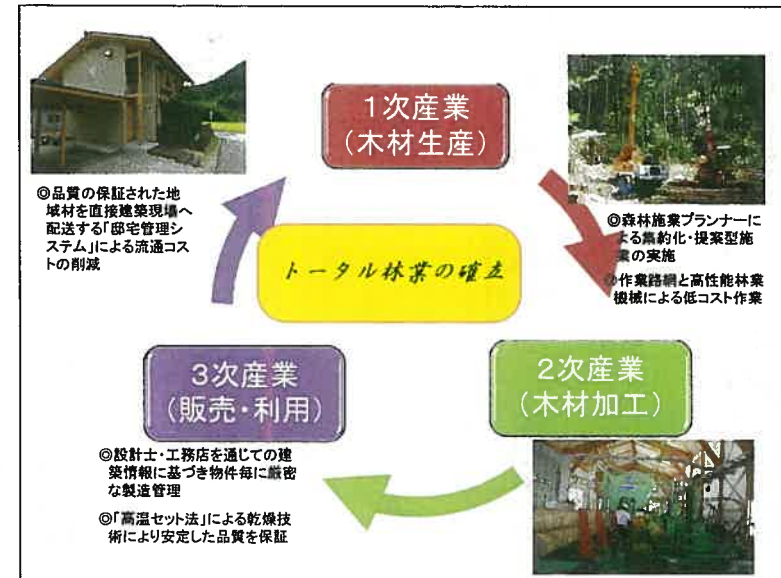 1次産業
(木材生産)
◎品質の保証された地
域材を直接建築現場へ
配送する「邸宅管理シ
ステム」による流通コス
トの削減
◎森林施業プランナーに
よる集約化・提案型施
業の実施
◎作業路網と高性能林業
機械による低コスト作業
トータル林業の確立
3次産業
(販売・利用)
2次産業
(木材加工)
◎設計士・工務店を通じての建
築情報に基づき物件毎に厳密
な製造管理
◎「高温セット法」による乾燥技
術により安定した品質を保証